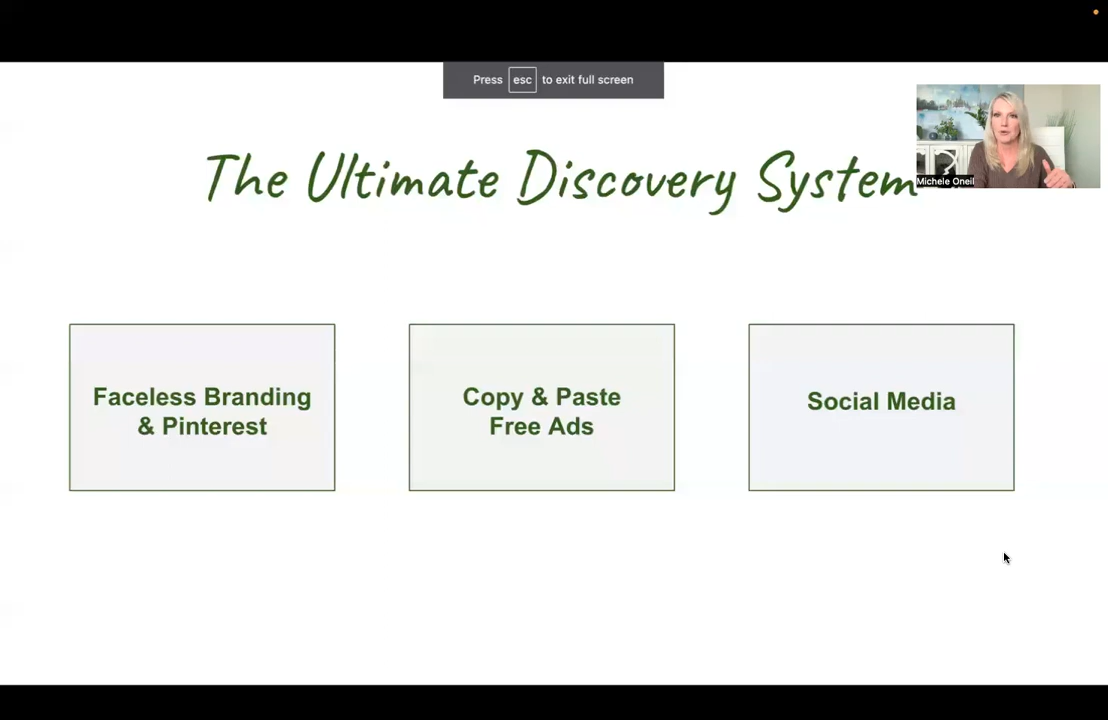 Press esc to exit full screen
The Ultimate Discovery System
Michele Oneil
Faceless Branding
& Pinterest
Copy & Paste
Free Ads
Social Media